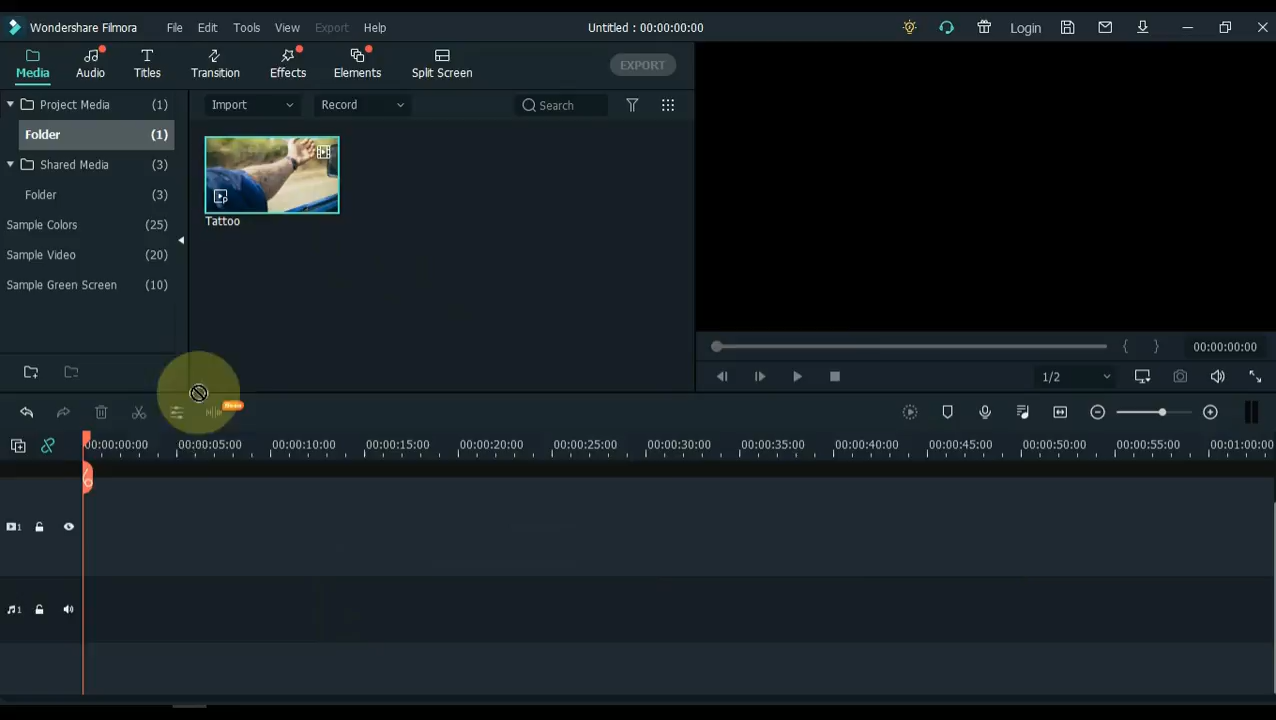 Wondershare Filmora File Edit Tools View Export Help Untitled : 00:00:00:00 Login
Media Audio Titles Transition Effects Elements Split Screen EXPORT
Project Media (1) Import Record Search
Folder (1)
Shared Media (3)
Folder (3)
Tattoo
Sample Colors (25)
Sample Video (20)
Sample Green Screen (10)
{ } 00:00:00:00
1/2
00:00:00:00 00:00:05:00 00:00:10:00 00:00:15:00 00:00:20:00 00:00:25:00 00:00:30:00 00:00:35:00 00:00:40:00 00:00:45:00 00:00:50:00 00:00:55:00 00:01:00:00
1
1